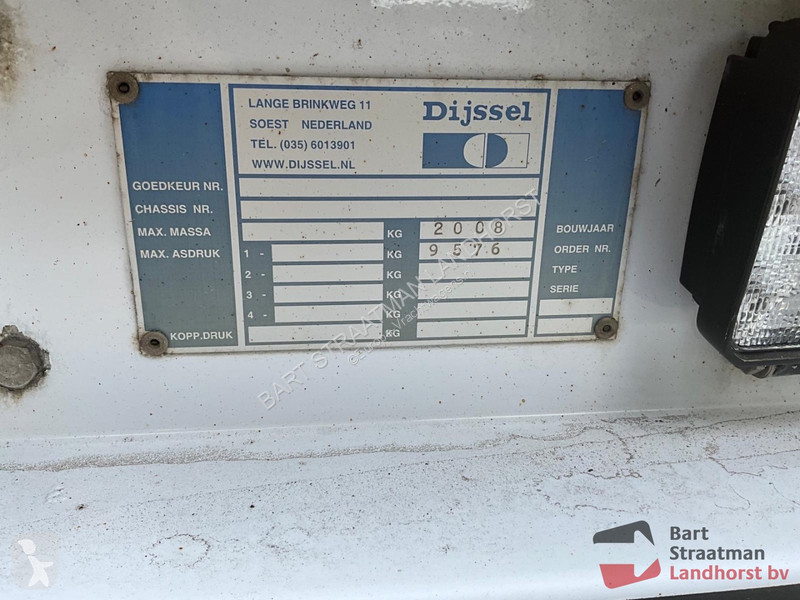 LANGE BRINKWEG 11
SOEST NEDERLAND
TEL. (035) 6013901
WWW.DIJSSEL.NL
Dijssel
GOEDKEUR NR.
CHASSIS NR.
MAX. MASSA KG 2008 BOUWJAAR
MAX. ASDRUK 1 - KG 9576 ORDER NR.
2 - KG TYPE
3 - KG SERIE
4 -
KOPP.DRUK KG
BART STRAATMAN LANDHORST
Bart
Straatman
Landhorst bv